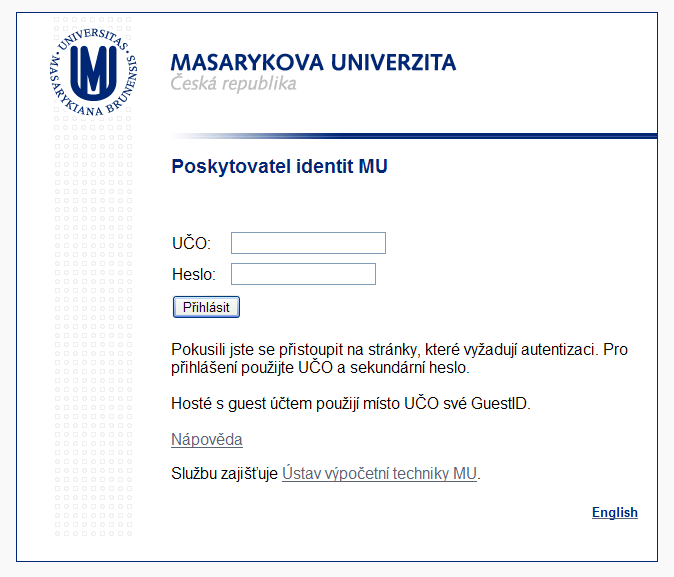 UNIVERSITAS MASARYKIANA BRUNENSIS
MU
MASARYKOVA UNIVERZITA
Česká republika
Poskytovatel identit MU
UČO:
Heslo:
Přihlásit
Pokusili jste se přistoupit na stránky, které vyžadují autentizaci. Pro
přihlášení použijte UČO a sekundární heslo.
Hosté s guest účtem použijí místo UČO své GuestID.
Nápověda
Službu zajišťuje Ústav výpočetní techniky MU.
English